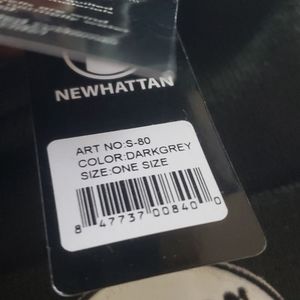 NEWHATTAN
ART NO:S-80
COLOR:DARKGREY
SIZE:ONE SIZE
8 47737 00840 0